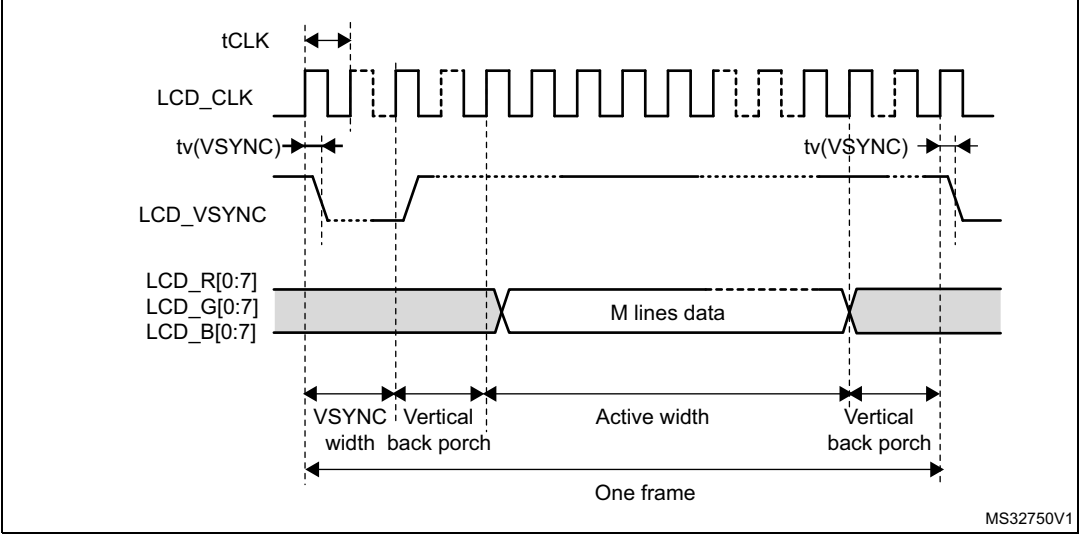 tCLK
LCD_CLK
tv(VSYNC)
tv(VSYNC)
LCD_VSYNC
LCD_R[0:7]
LCD_G[0:7]
LCD_B[0:7]
M lines data
VSYNC
width
Vertical
back porch
Active width
Vertical
back porch
One frame
MS32750V1